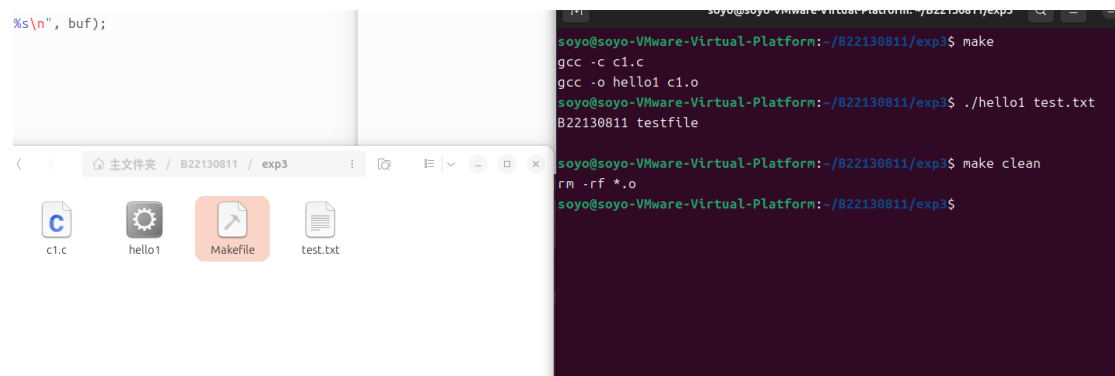 %s\n", buf);
主文件夹 / B22130811 / exp3
c1.c
hello1
Makefile
test.txt
soyo@soyo-VMware-Virtual-Platform: ~/B22130811/exp3
soyo@soyo-VMware-Virtual-Platform:~/B22130811/exp3$ make
gcc -c c1.c
gcc -o hello1 c1.o
soyo@soyo-VMware-Virtual-Platform:~/B22130811/exp3$ ./hello1 test.txt
B22130811 testfile
soyo@soyo-VMware-Virtual-Platform:~/B22130811/exp3$ make clean
rm -rf *.o
soyo@soyo-VMware-Virtual-Platform:~/B22130811/exp3$